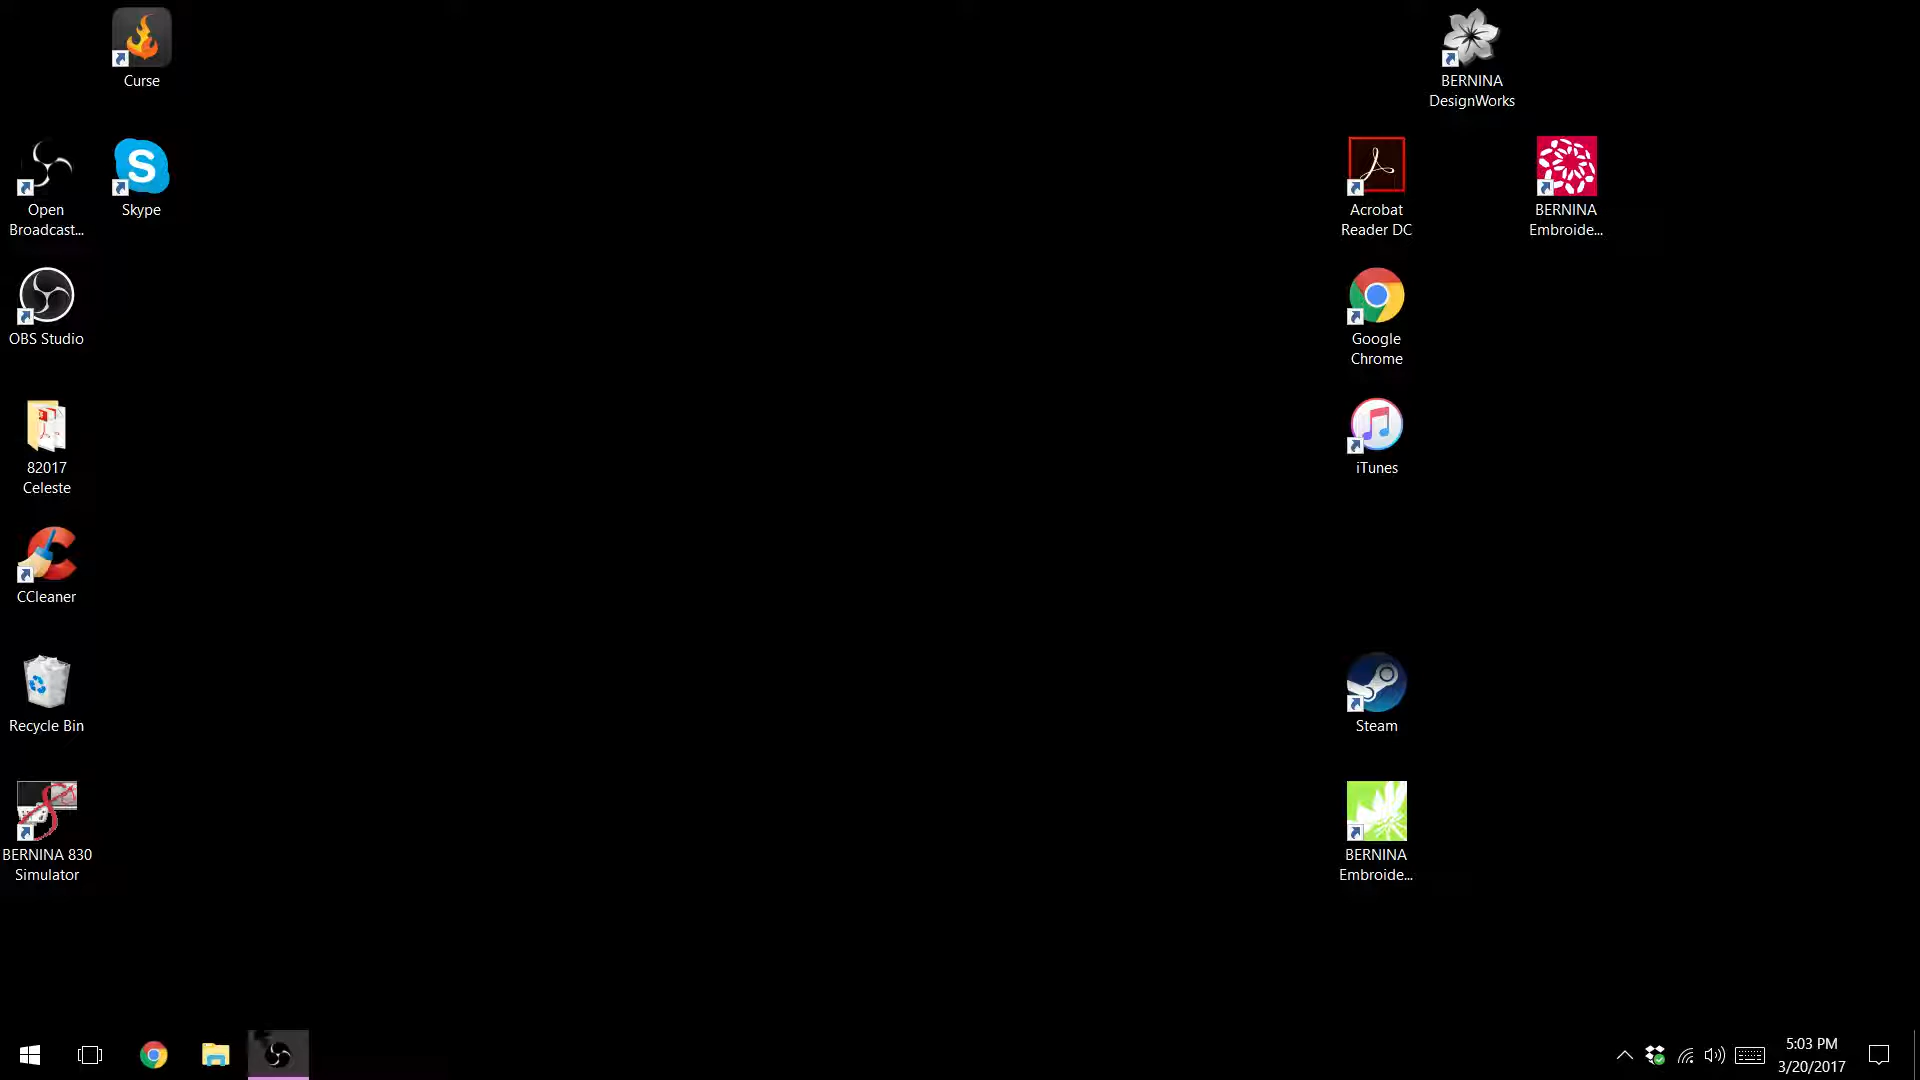 Curse
BERNINA
DesignWorks
Open
Broadcast...
Skype
Acrobat
Reader DC
BERNINA
Embroide...
OBS Studio
Google
Chrome
82017
Celeste
iTunes
CCleaner
Recycle Bin
Steam
BERNINA 830
Simulator
BERNINA
Embroide...
5:03 PM
3/20/2017